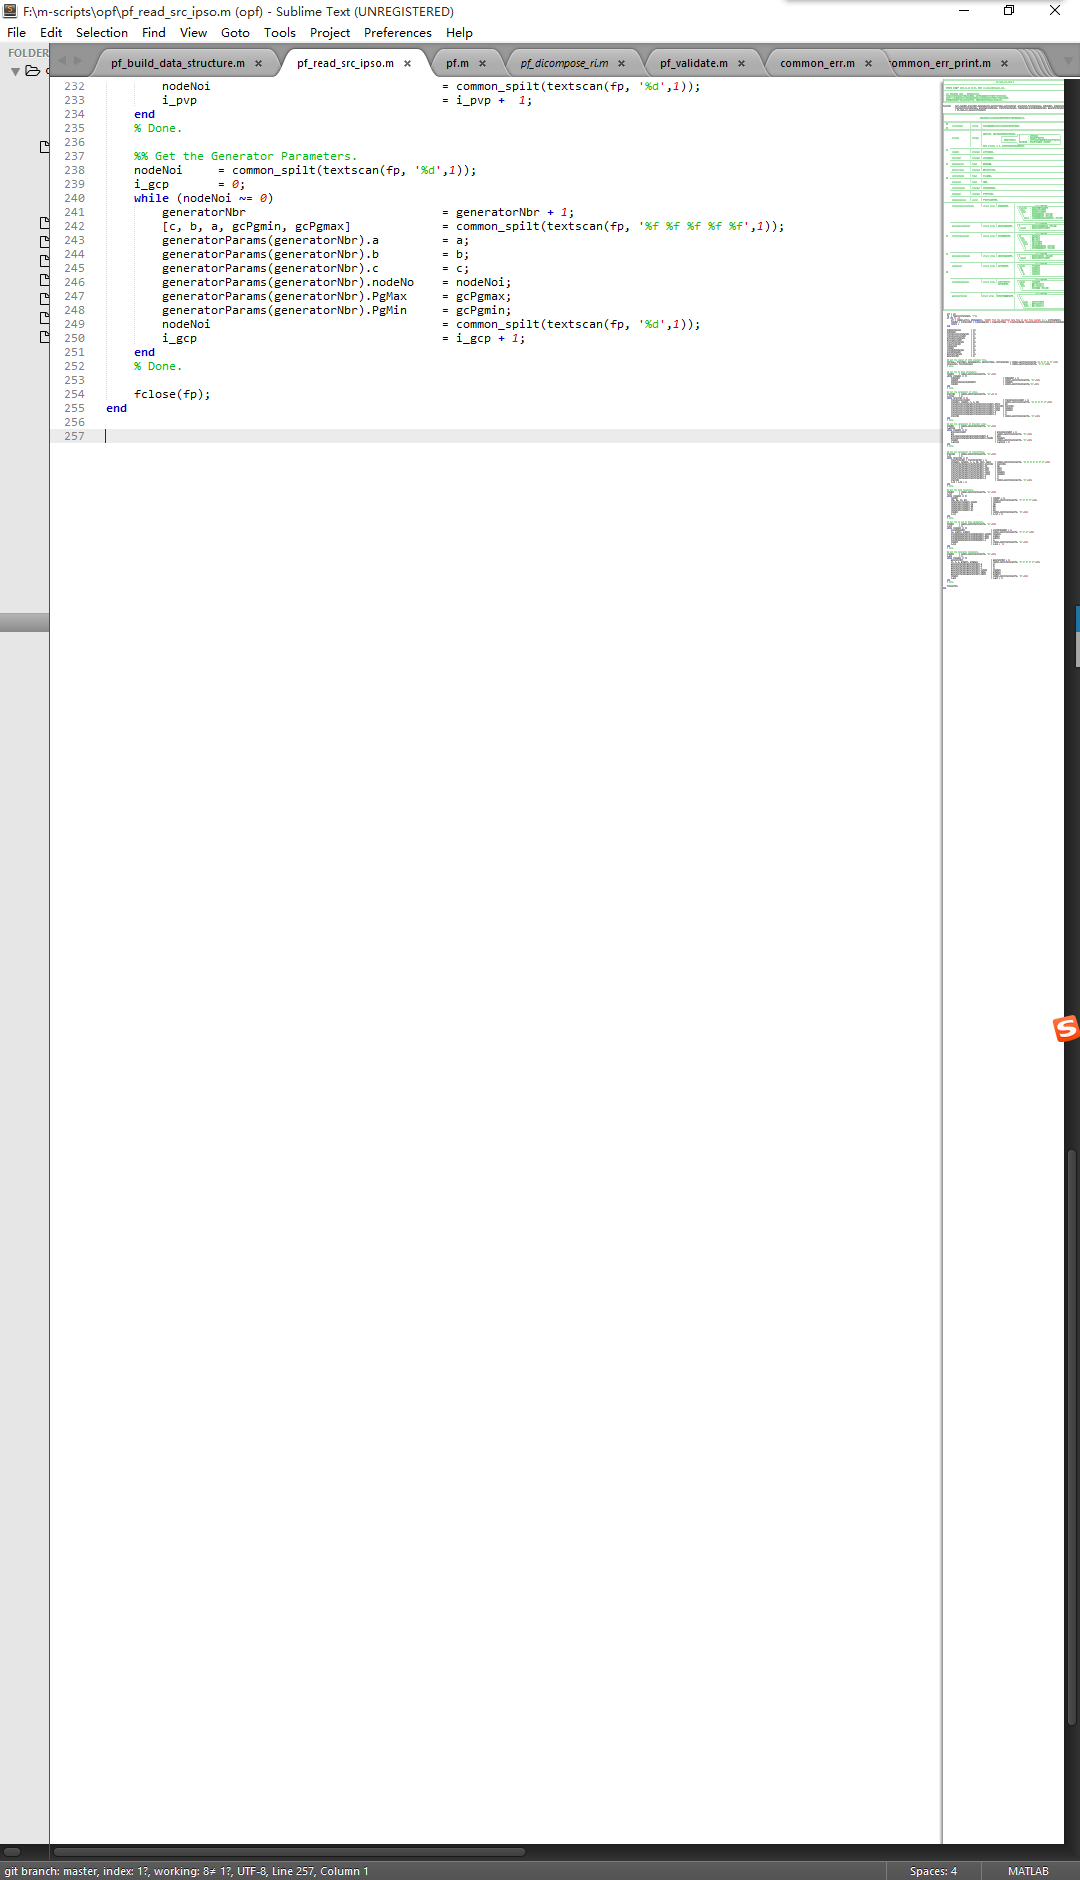 F:\m-scripts\opf\pf_read_src_ipso.m (opf) - Sublime Text (UNREGISTERED)
File Edit Selection Find View Goto Tools Project Preferences Help
FOLDER
pf_build_data_structure.m × pf_read_src_ipso.m × pf.m × pf_dicompose_ri.m × pf_validate.m × common_err.m × ommon_err_print.m ×
232 nodeNoi = common_spilt(textscan(fp, '%d',1));
233 i_pvp = i_pvp + 1;
234 end
235 % Done.
236
237 %% Get the Generator Parameters.
238 nodeNoi = common_spilt(textscan(fp, '%d',1));
239 i_gcp = 0;
240 while (nodeNoi ~= 0)
241 generatorNbr = generatorNbr + 1;
242 [c, b, a, gcPgmin, gcPgmax] = common_spilt(textscan(fp, '%f %f %f %f %f',1));
243 generatorParams(generatorNbr).a = a;
244 generatorParams(generatorNbr).b = b;
245 generatorParams(generatorNbr).c = c;
246 generatorParams(generatorNbr).nodeNo = nodeNoi;
247 generatorParams(generatorNbr).PgMax = gcPgmax;
248 generatorParams(generatorNbr).PgMin = gcPgmin;
249 nodeNoi = common_spilt(textscan(fp, '%d',1));
250 i_gcp = i_gcp + 1;
251 end
252 % Done.
253
254 fclose(fp);
255 end
256
257
git branch: master, index: 1?, working: 8≠ 1?, UTF-8, Line 257, Column 1 Spaces: 4 MATLAB